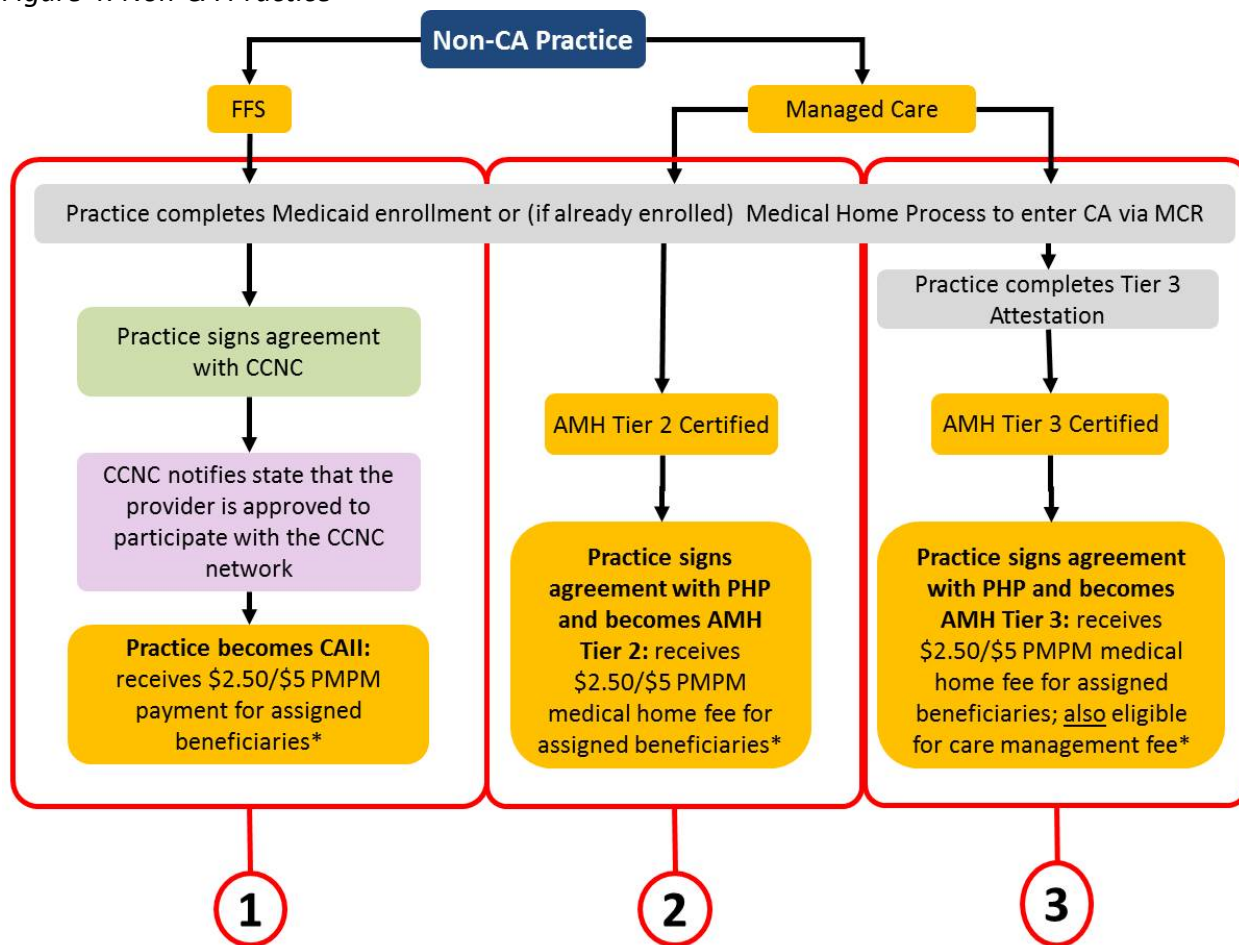 Non-CA Practice
FFS
Managed Care
Practice completes Medicaid enrollment or (if already enrolled) Medical Home Process to enter CA via MCR
Practice signs agreement
with CCNC
CCNC notifies state that the
provider is approved to
participate with the CCNC
network
Practice becomes CAII:
receives $2.50/$5 PMPM
payment for assigned
beneficiaries*
AMH Tier 2 Certified
Practice signs
agreement with PHP
and becomes AMH
Tier 2: receives
$2.50/$5 PMPM
medical home fee for
assigned beneficiaries*
Practice completes Tier 3
Attestation
AMH Tier 3 Certified
Practice signs agreement
with PHP and becomes
AMH Tier 3: receives
$2.50/$5 PMPM medical
home fee for assigned
beneficiaries; also eligible
for care management fee*
1
2
3